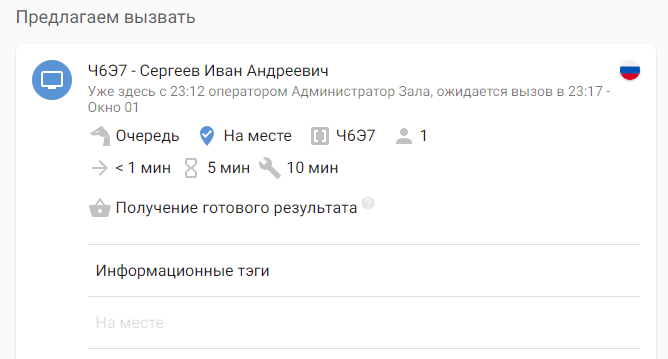 Предлагаем вызвать
Ч6Э7 - Сергеев Иван Андреевич
Уже здесь с 23:12 оператором Администратор Зала, ожидается вызов в 23:17 -
Окно 01
Очередь На месте Ч6Э7 1
< 1 мин 5 мин 10 мин
Получение готового результата ?
Информационные тэги
На месте